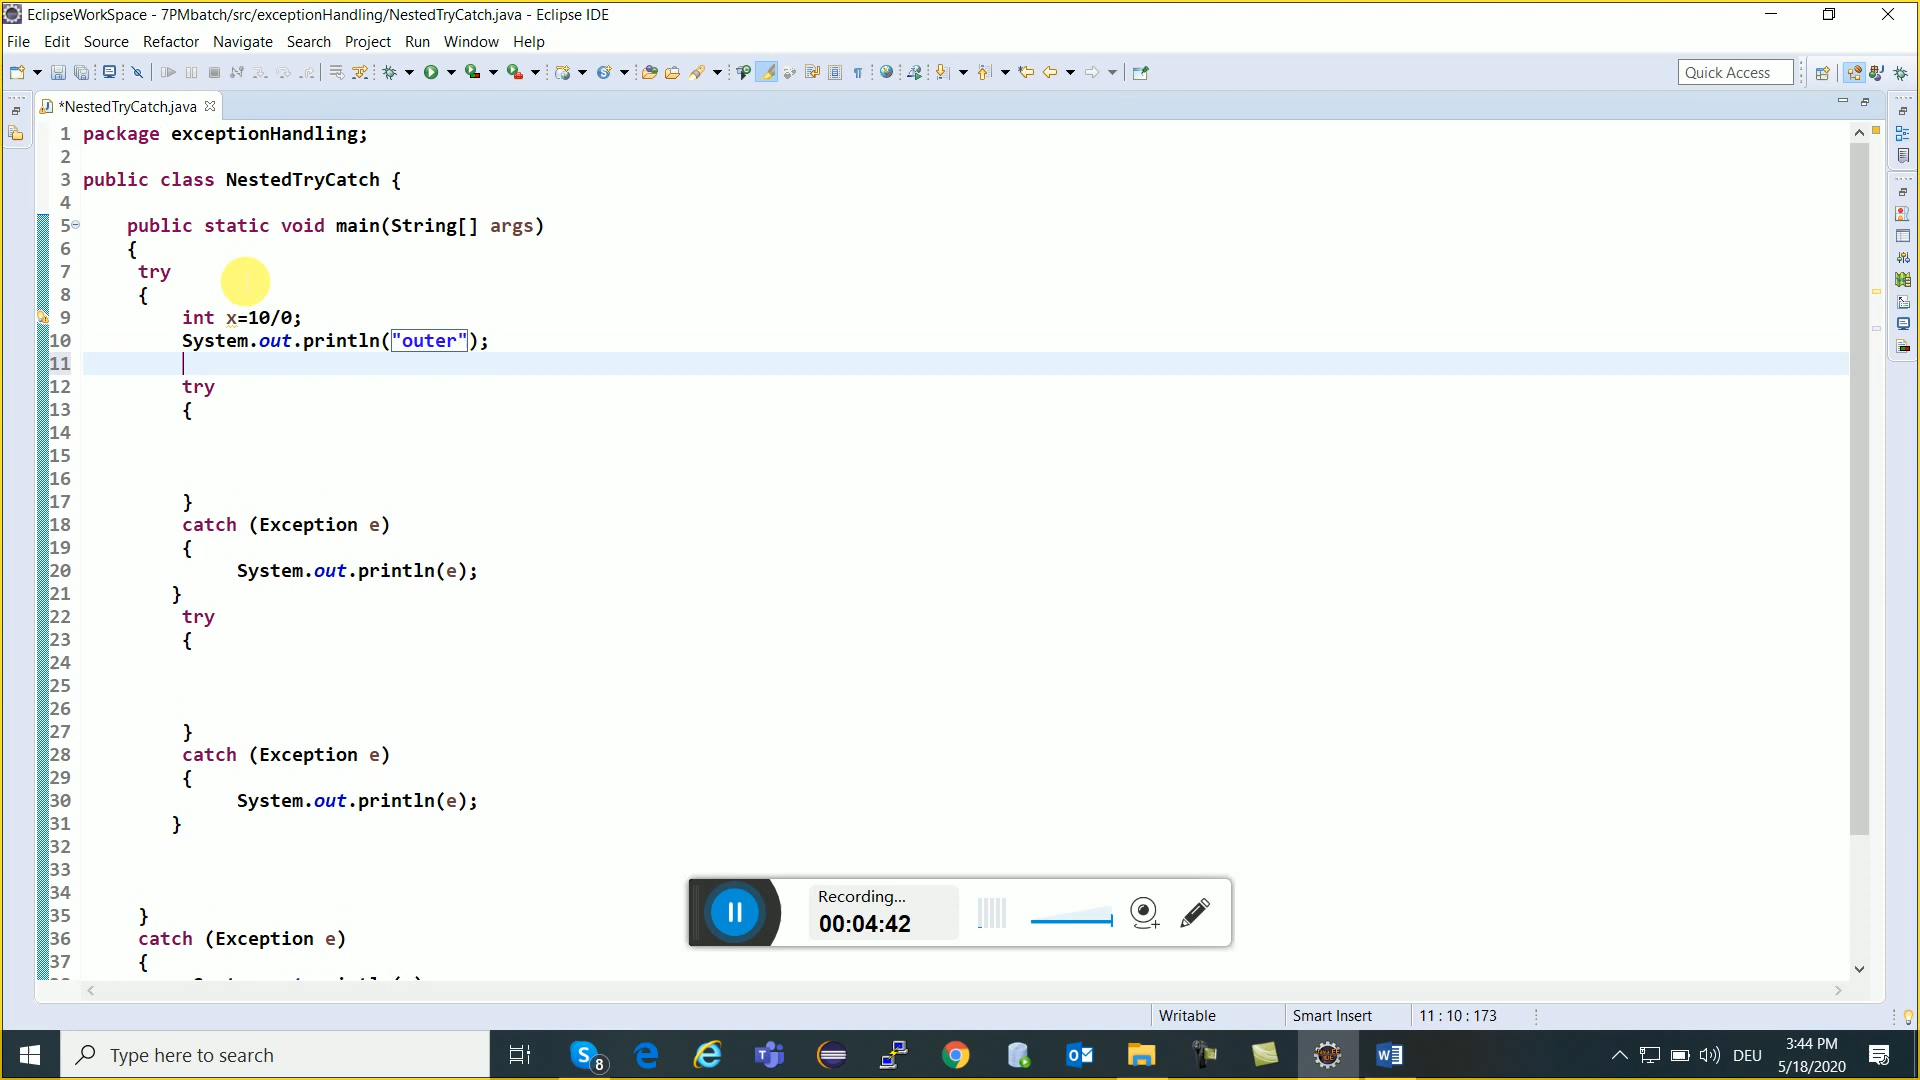 EclipseWorkSpace - 7PMbatch/src/exceptionHandling/NestedTryCatch.java - Eclipse IDE
File Edit Source Refactor Navigate Search Project Run Window Help
Quick Access
*NestedTryCatch.java
1 package exceptionHandling;
2
3 public class NestedTryCatch {
4
5 public static void main(String[] args)
6 {
7 try
8 {
9 int x=10/0;
10 System.out.println("outer");
11
12 try
13 {
14
15
16
17 }
18 catch (Exception e)
19 {
20 System.out.println(e);
21 }
22 try
23 {
24
25
26
27 }
28 catch (Exception e)
29 {
30 System.out.println(e);
31 }
32
33
34
35 }
36 catch (Exception e)
37 {
Recording...
00:04:42
Writable Smart Insert 11 : 10 : 173
Type here to search
8
DEU
3:44 PM
5/18/2020